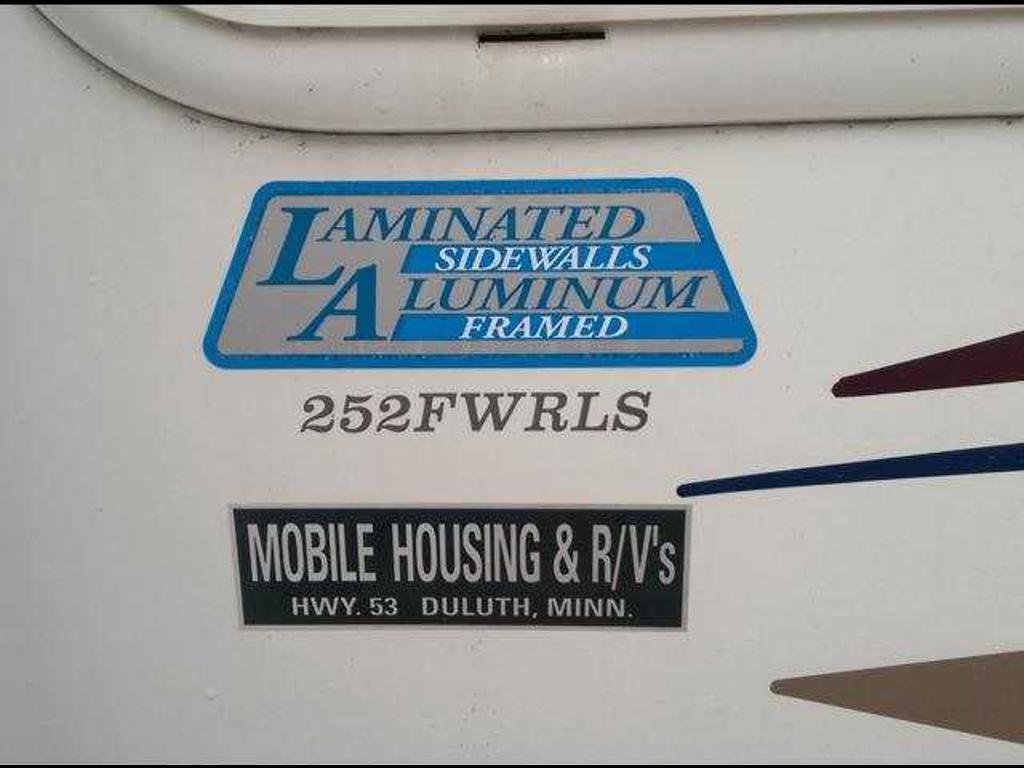 LAMINATED
SIDEWALLS
ALUMINUM
FRAMED
252FWRLS
MOBILE HOUSING & R/V's
HWY. 53 DULUTH, MINN.